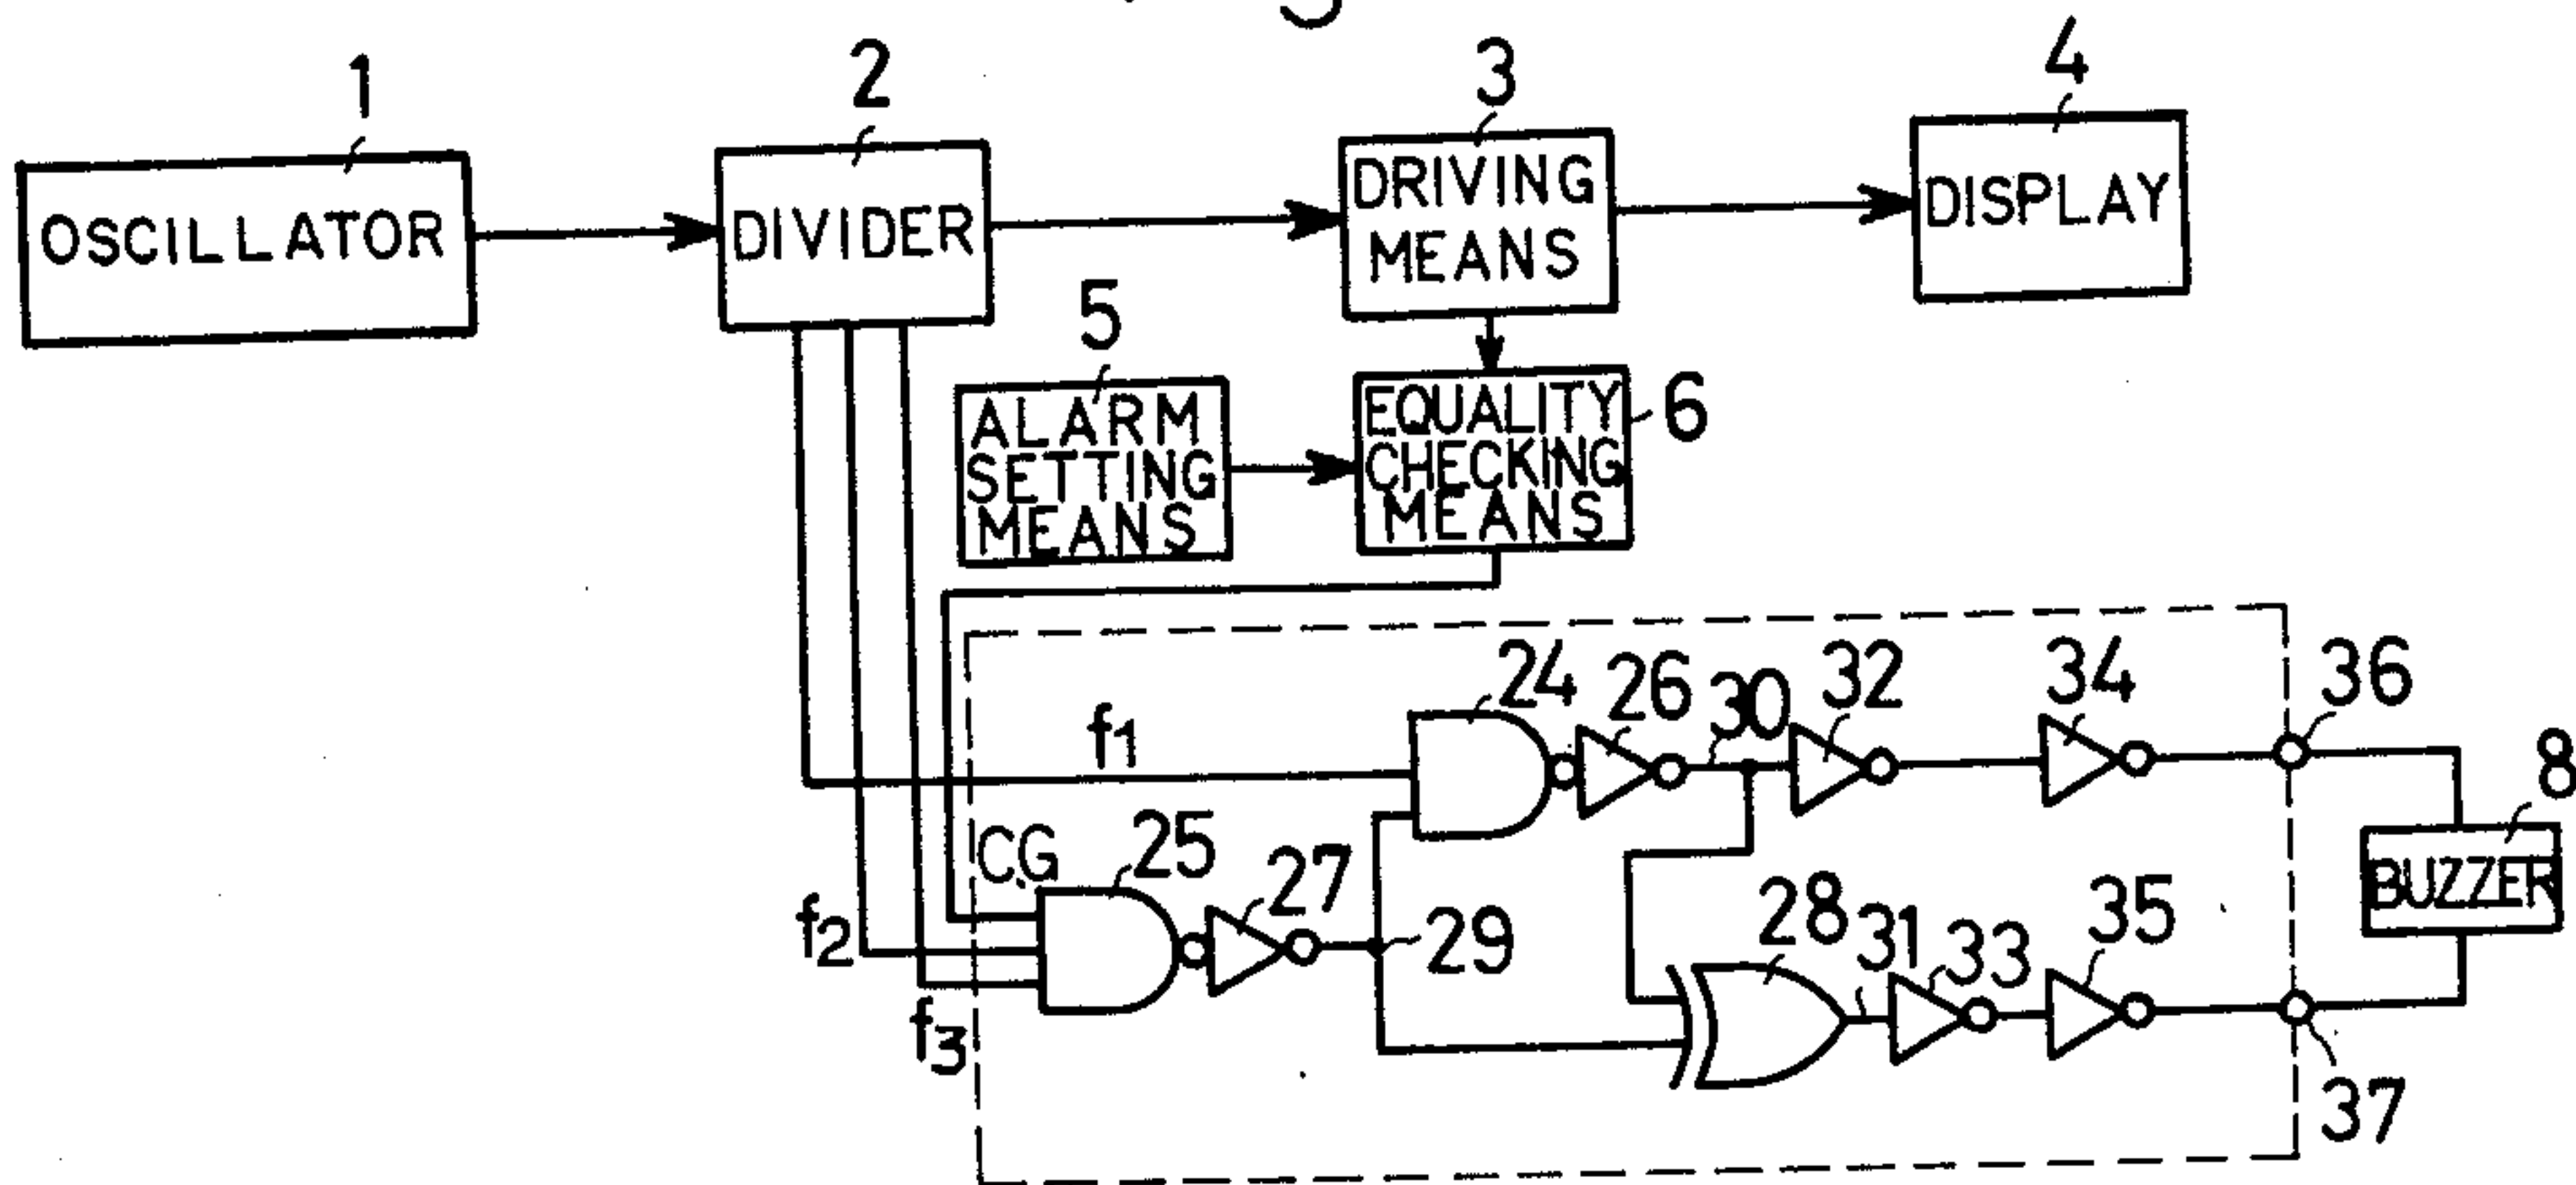 1
2
3
4
OSCILLATOR
DIVIDER
DRIVING
MEANS
DISPLAY
5
ALARM
SETTING
MEANS
EQUALITY
CHECKING
MEANS
6
24
26
30
32
34
36
f1
8
BUZZER
C.G
25
27
29
28
31
33
35
37
f2
f3